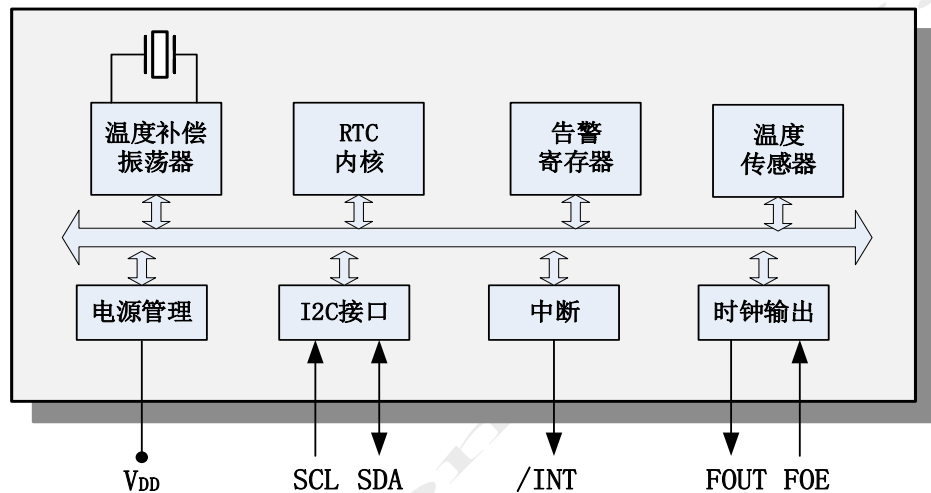 温度补偿
振荡器
RTC
内核
告警
寄存器
温度
传感器
电源管理
I2C接口
中断
时钟输出
VDD
SCL SDA
/INT
FOUT FOE